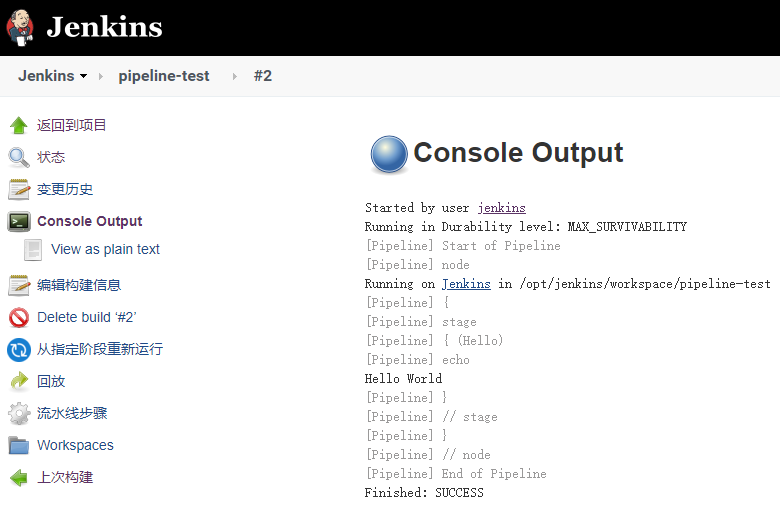 Jenkins
Jenkins pipeline-test #2
返回到项目
状态
变更历史
Console Output
View as plain text
编辑构建信息
Delete build ‘#2’
从指定阶段重新运行
回放
流水线步骤
Workspaces
上次构建
Console Output
Started by user jenkins
Running in Durability level: MAX_SURVIVABILITY
[Pipeline] Start of Pipeline
[Pipeline] node
Running on Jenkins in /opt/jenkins/workspace/pipeline-test
[Pipeline] {
[Pipeline] stage
[Pipeline] { (Hello)
[Pipeline] echo
Hello World
[Pipeline] }
[Pipeline] // stage
[Pipeline] }
[Pipeline] // node
[Pipeline] End of Pipeline
Finished: SUCCESS